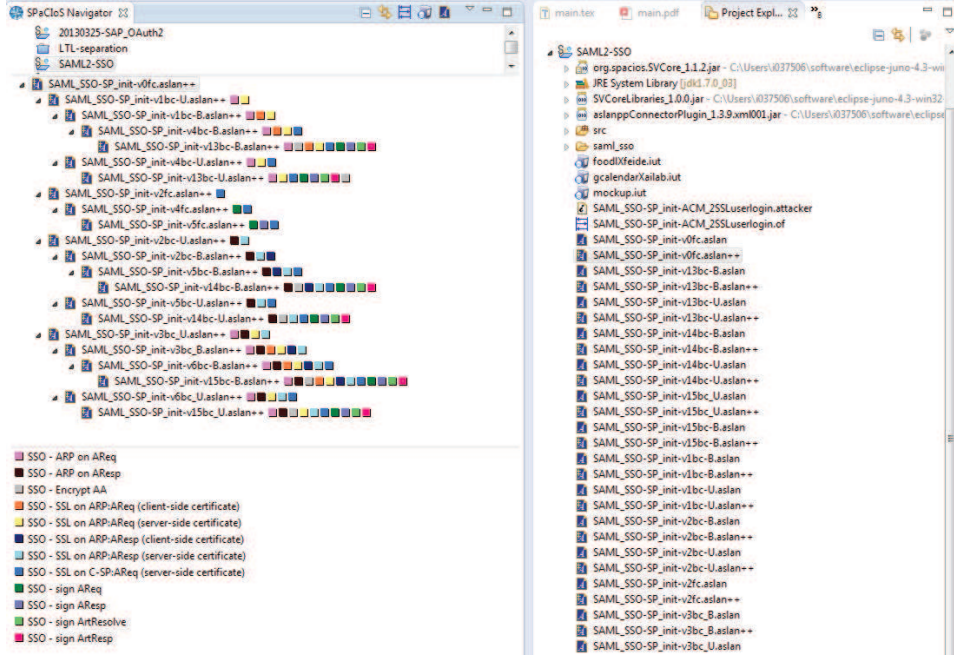 SPaCIoS Navigator
20130325-SAP_OAuth2
LTL-separation
SAML2-SSO
SAML_SSO-SP_init-v0fc.aslan++
SAML_SSO-SP_init-v1bc-U.aslan++
SAML_SSO-SP_init-v1bc-B.aslan++
SAML_SSO-SP_init-v4bc-B.aslan++
SAML_SSO-SP_init-v13bc-B.aslan++
SAML_SSO-SP_init-v4bc-U.aslan++
SAML_SSO-SP_init-v13bc-U.aslan++
SAML_SSO-SP_init-v2fc.aslan++
SAML_SSO-SP_init-v4fc.aslan++
SAML_SSO-SP_init-v5fc.aslan++
SAML_SSO-SP_init-v2bc-U.aslan++
SAML_SSO-SP_init-v2bc-B.aslan++
SAML_SSO-SP_init-v5bc-B.aslan++
SAML_SSO-SP_init-v14bc-B.aslan++
SAML_SSO-SP_init-v5bc-U.aslan++
SAML_SSO-SP_init-v14bc-U.aslan++
SAML_SSO-SP_init-v3bc_U.aslan++
SAML_SSO-SP_init-v3bc_B.aslan++
SAML_SSO-SP_init-v6bc-B.aslan++
SAML_SSO-SP_init-v15bc-B.aslan++
SAML_SSO-SP_init-v6bc_U.aslan++
SAML_SSO-SP_init-v15bc_U.aslan++
SSO - ARP on AReq
SSO - ARP on AResp
SSO - Encrypt AA
SSO - SSL on ARP:AReq (client-side certificate)
SSO - SSL on ARP:AReq (server-side certificate)
SSO - SSL on ARP:AResp (client-side certificate)
SSO - SSL on ARP:AResp (server-side certificate)
SSO - SSL on C-SP:AReq (server-side certificate)
SSO - sign AReq
SSO - sign AResp
SSO - sign ArtResolve
SSO - sign ArtResp
main.tex main.pdf Project Expl... »8
SAML2-SSO
org.spacios.SVCore_1.1.2.jar - C:\Users\i037506\software\eclipse-juno-4.3-win
JRE System Library [jdk1.7.0_03]
SVCoreLibraries_1.0.0.jar - C:\Users\i037506\software\eclipse-juno-4.3-win32
aslanppConnectorPlugin_1.3.9.xml001.jar - C:\Users\i037506\software\eclipse
src
saml_sso
foodlXfeide.iut
gcalendarXailab.iut
mockup.iut
SAML_SSO-SP_init-ACM_2SSLuserlogin.attacker
SAML_SSO-SP_init-ACM_2SSLuserlogin.of
SAML_SSO-SP_init-v0fc.aslan
SAML_SSO-SP_init-v0fc.aslan++
SAML_SSO-SP_init-v13bc-B.aslan
SAML_SSO-SP_init-v13bc-B.aslan++
SAML_SSO-SP_init-v13bc-U.aslan
SAML_SSO-SP_init-v13bc-U.aslan++
SAML_SSO-SP_init-v14bc-B.aslan
SAML_SSO-SP_init-v14bc-B.aslan++
SAML_SSO-SP_init-v14bc-U.aslan
SAML_SSO-SP_init-v14bc-U.aslan++
SAML_SSO-SP_init-v15bc_U.aslan
SAML_SSO-SP_init-v15bc_U.aslan++
SAML_SSO-SP_init-v15bc-B.aslan
SAML_SSO-SP_init-v15bc-B.aslan++
SAML_SSO-SP_init-v1bc-B.aslan
SAML_SSO-SP_init-v1bc-B.aslan++
SAML_SSO-SP_init-v1bc-U.aslan
SAML_SSO-SP_init-v1bc-U.aslan++
SAML_SSO-SP_init-v2bc-B.aslan
SAML_SSO-SP_init-v2bc-B.aslan++
SAML_SSO-SP_init-v2bc-U.aslan
SAML_SSO-SP_init-v2bc-U.aslan++
SAML_SSO-SP_init-v2fc.aslan
SAML_SSO-SP_init-v2fc.aslan++
SAML_SSO-SP_init-v3bc_B.aslan
SAML_SSO-SP_init-v3bc_B.aslan++
SAML_SSO-SP_init-v3bc_U.aslan